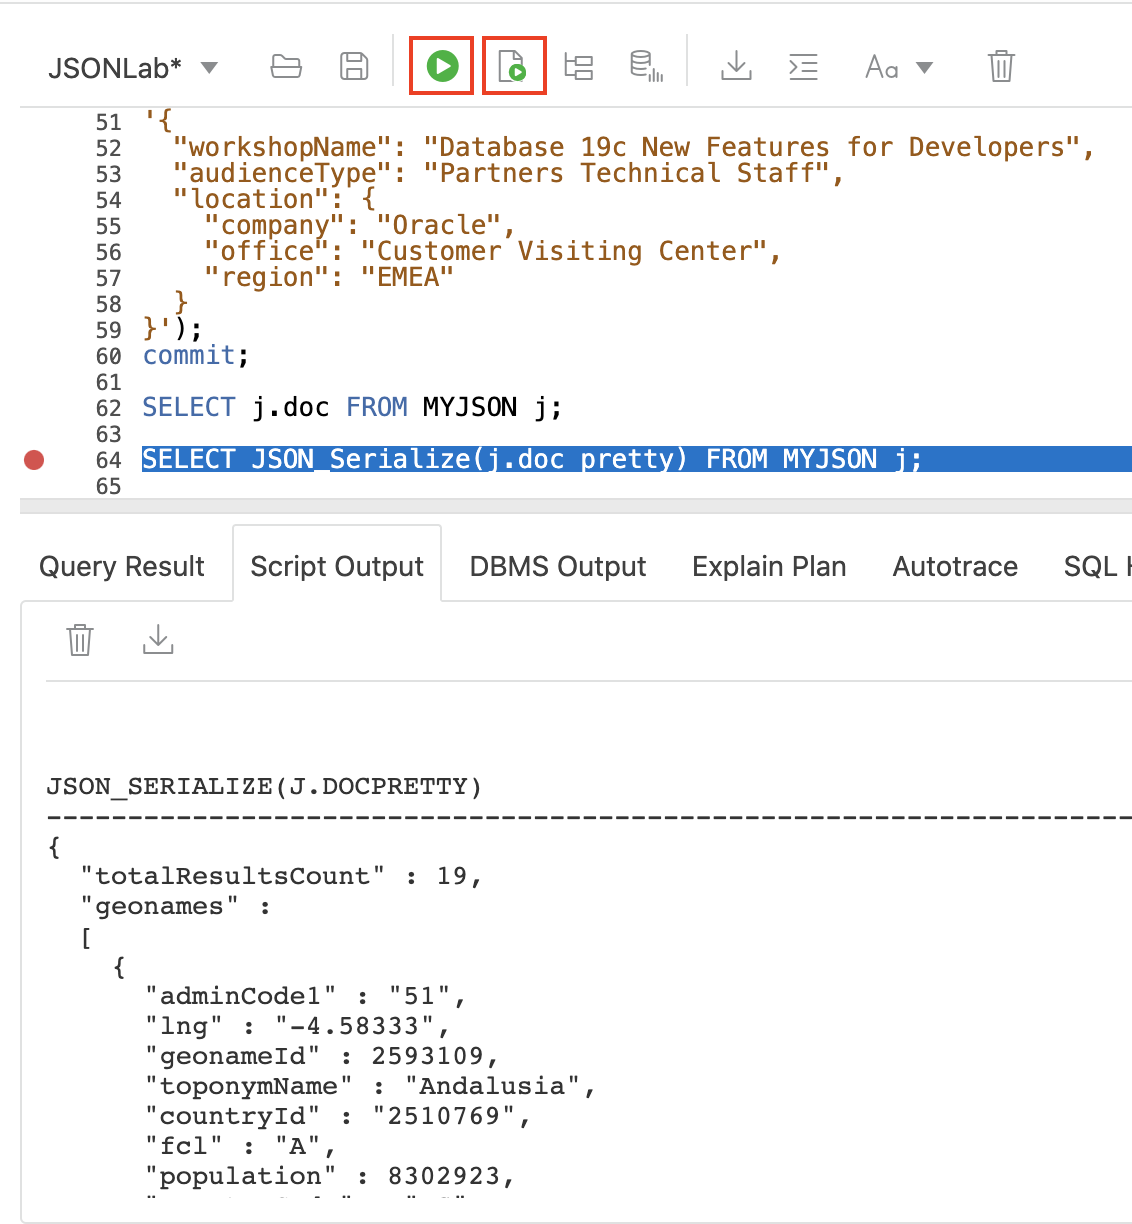 JSONLab*
Aa
51 '{
52 "workshopName": "Database 19c New Features for Developers",
53 "audienceType": "Partners Technical Staff",
54 "location": {
55 "company": "Oracle",
56 "office": "Customer Visiting Center",
57 "region": "EMEA"
58 }
59 }');
60 commit;
61
62 SELECT j.doc FROM MYJSON j;
63
64 SELECT JSON_Serialize(j.doc pretty) FROM MYJSON j;
65
Query Result Script Output DBMS Output Explain Plan Autotrace SQL
JSON_SERIALIZE(J.DOCPRETTY)
--------------------------------------------------------------------
{
"totalResultsCount" : 19,
"geonames" :
[
{
"adminCode1" : "51",
"lng" : "-4.58333",
"geonameId" : 2593109,
"toponymName" : "Andalusia",
"countryId" : "2510769",
"fcl" : "A",
"population" : 8302923,